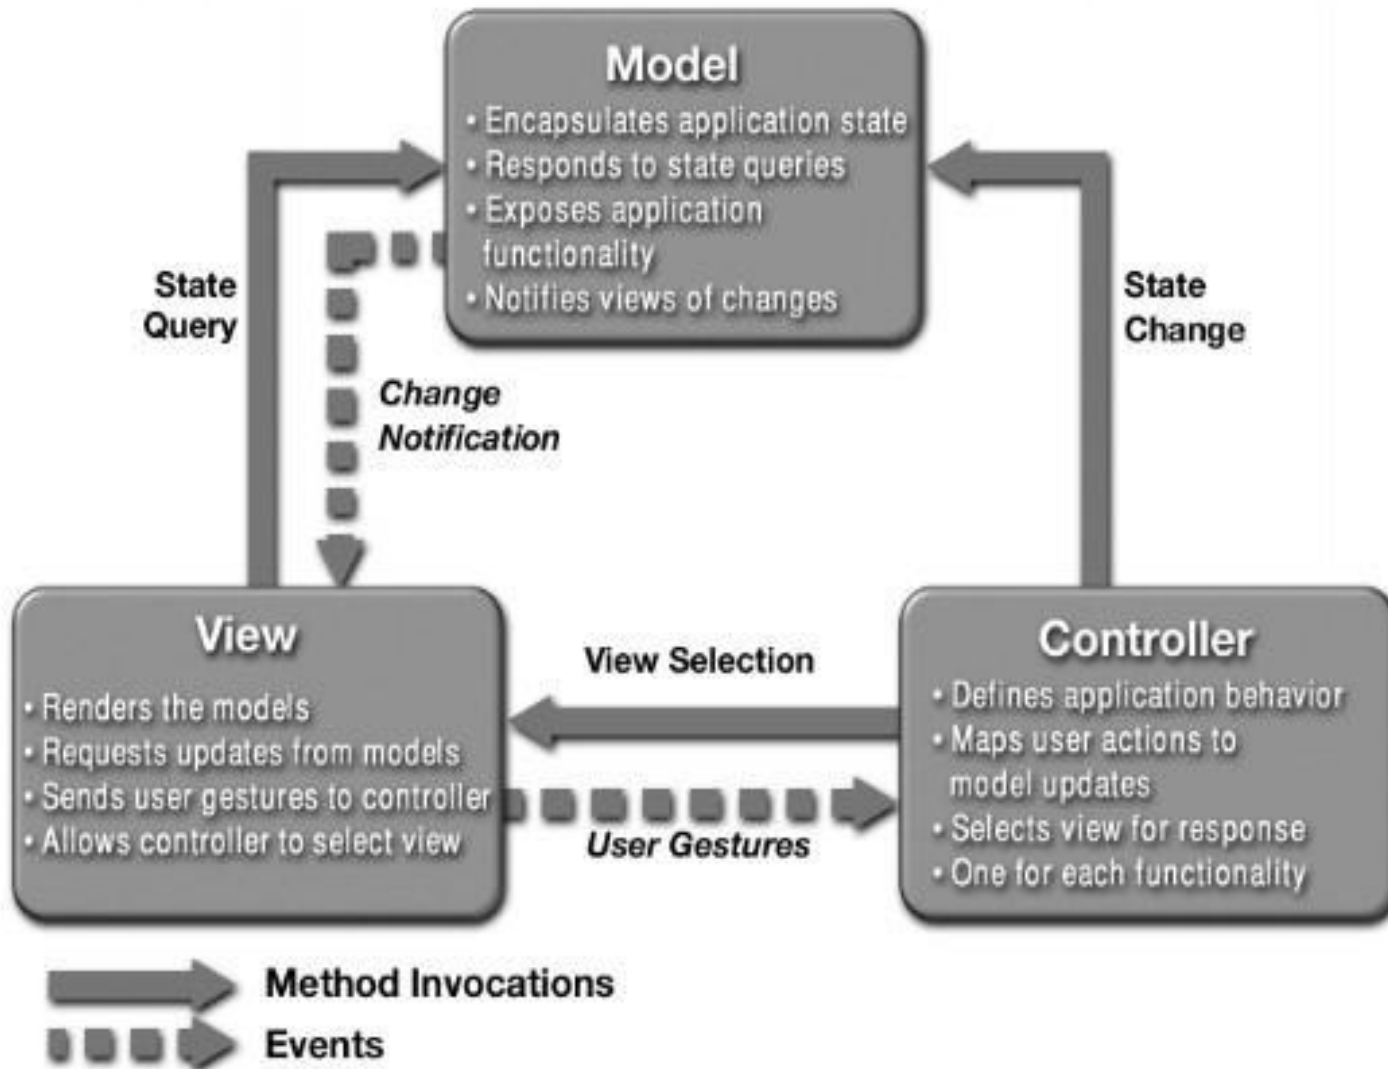 Model
• Encapsulates application state
• Responds to state queries
• Exposes application
functionality
• Notifies views of changes
State
Query
Change
Notification
State
Change
View
• Renders the models
• Requests updates from models
• Sends user gestures to controller
• Allows controller to select view
View Selection
User Gestures
Controller
• Defines application behavior
• Maps user actions to
model updates
• Selects view for response
• One for each functionality
Method Invocations
Events